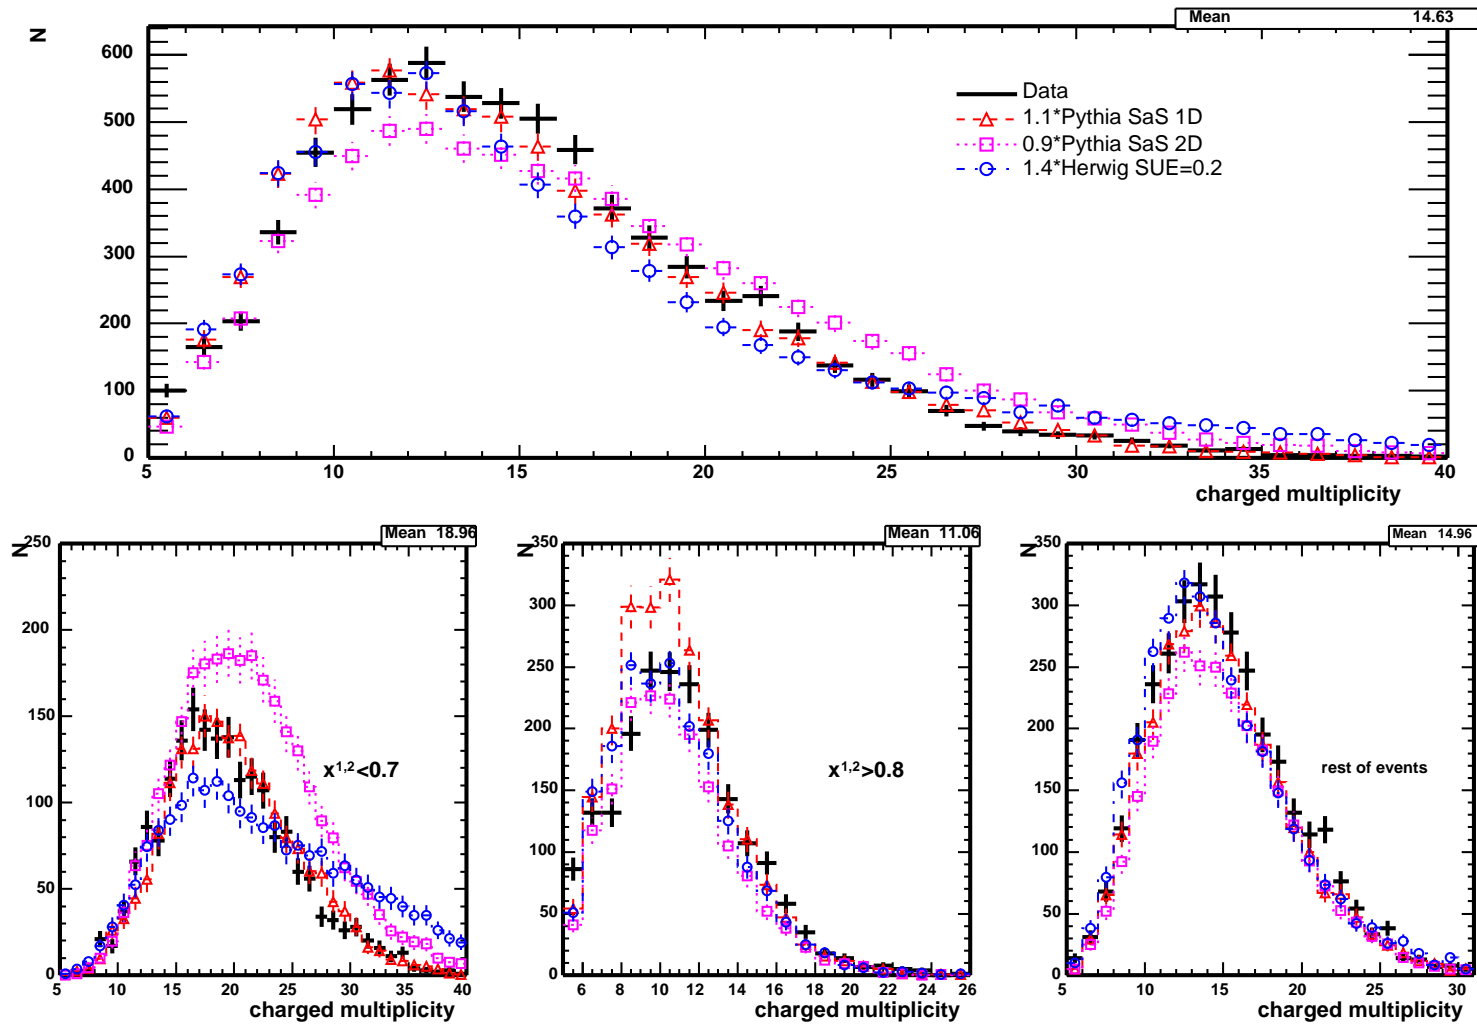 Mean 14.63
N
600
500
400
300
200
100
0
Data
1.1*Pythia SaS 1D
0.9*Pythia SaS 2D
1.4*Herwig SUE=0.2
5 10 15 20 25 30 35 40
charged multiplicity
Mean 18.96
N
250
200
150
100
50
0
x1,2<0.7
5 10 15 20 25 30 35 40
charged multiplicity
Mean 11.06
N
350
300
250
200
150
100
50
0
x1,2>0.8
6 8 10 12 14 16 18 20 22 24 26
charged multiplicity
Mean 14.96
N
350
300
250
200
150
100
50
0
rest of events
5 10 15 20 25 30
charged multiplicity